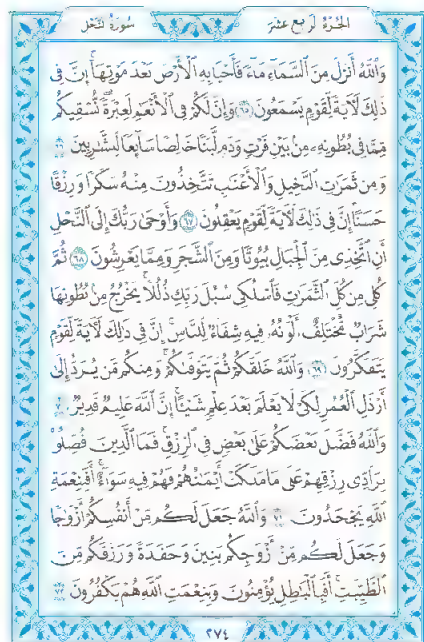 الجزء الرابع عشر سورة النحل
وَٱللَّهُ أَنزَلَ مِنَ ٱلسَّمَآءِ مَآءً فَأَحْيَا بِهِ ٱلْأَرْضَ بَعْدَ مَوْتِهَآ إِنَّ فِى
ذَٰلِكَ لَءَايَةً لِّقَوْمٍ يَسْمَعُونَ ٦٥ وَإِنَّ لَكُمْ فِى ٱلْأَنْعَٰمِ لَعِبْرَةً نُّسْقِيكُم
مِّمَّا فِى بُطُونِهِۦ مِنۢ بَيْنِ فَرْثٍ وَدَمٍ لَّبَنًا خَالِصًا سَآئِغًا لِّلشَّٰرِبِينَ ٦٦
وَمِن ثَمَرَٰتِ ٱلنَّخِيلِ وَٱلْأَعْنَٰبِ تَتَّخِذُونَ مِنْهُ سَكَرًا وَرِزْقًا
حَسَنًا إِنَّ فِى ذَٰلِكَ لَءَايَةً لِّقَوْمٍ يَعْقِلُونَ ٦٧ وَأَوْحَىٰ رَبُّكَ إِلَى ٱلنَّحْلِ
أَنِ ٱتَّخِذِى مِنَ ٱلْجِبَالِ بُيُوتًا وَمِنَ ٱلشَّجَرِ وَمِمَّا يَعْرِشُونَ ٦٨ ثُمَّ
كُلِى مِن كُلِّ ٱلثَّمَرَٰتِ فَٱسْلُكِى سُبُلَ رَبِّكِ ذُلُلًا يَخْرُجُ مِنۢ بُطُونِهَا
شَرَابٌ مُّخْتَلِفٌ أَلْوَٰنُهُۥ فِيهِ شِفَآءٌ لِّلنَّاسِ إِنَّ فِى ذَٰلِكَ لَءَايَةً لِّقَوْمٍ
يَتَفَكَّرُونَ ٦٩ وَٱللَّهُ خَلَقَكُمْ ثُمَّ يَتَوَفَّىٰكُمْ وَمِنكُم مَّن يُرَدُّ إِلَىٰٓ
أَرْذَلِ ٱلْعُمُرِ لِكَىْ لَا يَعْلَمَ بَعْدَ عِلْمٍ شَيْـًٔا إِنَّ ٱللَّهَ عَلِيمٌ قَدِيرٌ ٧٠
وَٱللَّهُ فَضَّلَ بَعْضَكُمْ عَلَىٰ بَعْضٍ فِى ٱلرِّزْقِ فَمَا ٱلَّذِينَ فُضِّلُوا۟
بِرَآدِّى رِزْقِهِمْ عَلَىٰ مَا مَلَكَتْ أَيْمَٰنُهُمْ فَهُمْ فِيهِ سَوَآءٌ أَفَبِنِعْمَةِ
ٱللَّهِ يَجْحَدُونَ ٧١ وَٱللَّهُ جَعَلَ لَكُم مِّنْ أَنفُسِكُمْ أَزْوَٰجًا
وَجَعَلَ لَكُم مِّنْ أَزْوَٰجِكُم بَنِينَ وَحَفَدَةً وَرَزَقَكُم مِّنَ
ٱلطَّيِّبَٰتِ أَفَبِٱلْبَٰطِلِ يُؤْمِنُونَ وَبِنِعْمَتِ ٱللَّهِ هُمْ يَكْفُرُونَ ٧٢
٢٧٤